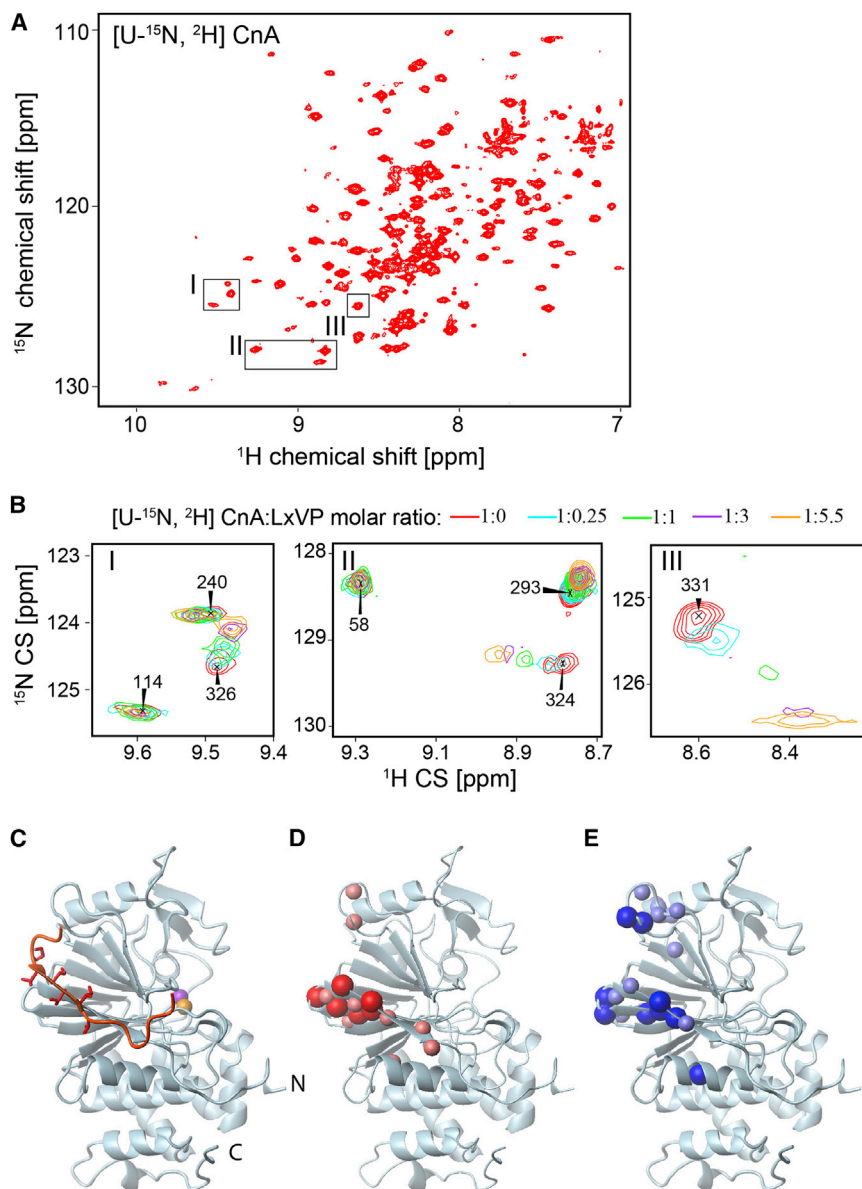 A
[U-¹⁵N, ²H] CnA
110
120
130
¹⁵N chemical shift [ppm]
I
II
III
10 9 8 7
¹H chemical shift [ppm]
B
[U-¹⁵N, ²H] CnA:LxVP molar ratio: 1:0 1:0.25 1:1 1:3 1:5.5
I
123
124
125
¹⁵N CS [ppm]
240
326
114
9.6 9.5 9.4
II
128
129
130
58
293
324
9.3 9.1 8.9 8.7
III
125
126
331
8.6 8.4
¹H CS [ppm]
C
D
E
N
C